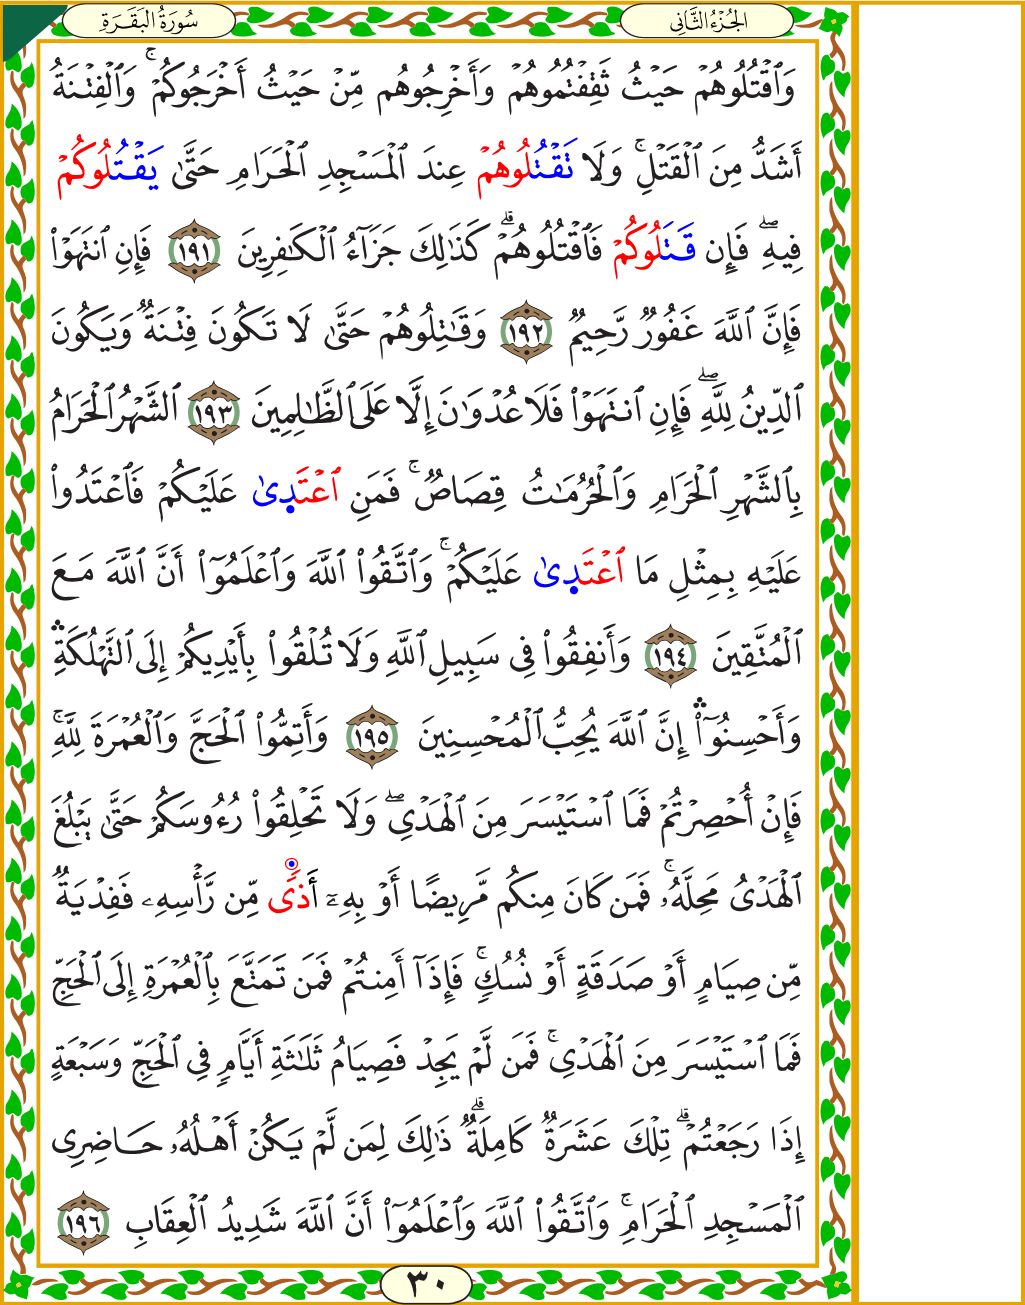 الجُزْءُ الثَّانِي
سُورَةُ البَقَرَةِ
وَٱقۡتُلُوهُمۡ حَيۡثُ ثَقِفۡتُمُوهُمۡ وَأَخۡرِجُوهُم مِّنۡ حَيۡثُ أَخۡرَجُوكُمۡۚ وَٱلۡفِتۡنَةُ
أَشَدُّ مِنَ ٱلۡقَتۡلِۚ وَلَا تَقۡتُلُوهُمۡ عِندَ ٱلۡمَسۡجِدِ ٱلۡحَرَامِ حَتَّىٰ يَقۡتُلُوكُمۡ
فِيهِۖ فَإِن قَتَلُوكُمۡ فَٱقۡتُلُوهُمۡۗ كَذَٰلِكَ جَزَآءُ ٱلۡكَٰفِرِينَ ١٩١ فَإِنِ ٱنتَهَوۡاْ
فَإِنَّ ٱللَّهَ غَفُورٞ رَّحِيمٞ ١٩٢ وَقَٰتِلُوهُمۡ حَتَّىٰ لَا تَكُونَ فِتۡنَةٞ وَيَكُونَ
ٱلدِّينُ لِلَّهِۖ فَإِنِ ٱنتَهَوۡاْ فَلَا عُدۡوَٰنَ إِلَّا عَلَى ٱلظَّٰلِمِينَ ١٩٣ ٱلشَّهۡرُ ٱلۡحَرَامُ
بِٱلشَّهۡرِ ٱلۡحَرَامِ وَٱلۡحُرُمَٰتُ قِصَاصٞۚ فَمَنِ ٱعۡتَدِىٰ عَلَيۡكُمۡ فَٱعۡتَدُواْ
عَلَيۡهِ بِمِثۡلِ مَا ٱعۡتَدِىٰ عَلَيۡكُمۡۚ وَٱتَّقُواْ ٱللَّهَ وَٱعۡلَمُوٓاْ أَنَّ ٱللَّهَ مَعَ
ٱلۡمُتَّقِينَ ١٩٤ وَأَنفِقُواْ فِي سَبِيلِ ٱللَّهِ وَلَا تُلۡقُواْ بِأَيۡدِيكُمۡ إِلَى ٱلتَّهۡلُكَةِۛ
وَأَحۡسِنُوٓاْۛ إِنَّ ٱللَّهَ يُحِبُّ ٱلۡمُحۡسِنِينَ ١٩٥ وَأَتِمُّواْ ٱلۡحَجَّ وَٱلۡعُمۡرَةَ لِلَّهِۚ
فَإِنۡ أُحۡصِرۡتُمۡ فَمَا ٱسۡتَيۡسَرَ مِنَ ٱلۡهَدۡيِۖ وَلَا تَحۡلِقُواْ رُءُوسَكُمۡ حَتَّىٰ يَبۡلُغَ
ٱلۡهَدۡيُ مَحِلَّهُۥۚ فَمَن كَانَ مِنكُم مَّرِيضًا أَوۡ بِهِۦٓ أَذٗى مِّن رَّأۡسِهِۦ فَفِدۡيَةٞ
مِّن صِيَامٍ أَوۡ صَدَقَةٍ أَوۡ نُسُكٖۚ فَإِذَآ أَمِنتُمۡ فَمَن تَمَتَّعَ بِٱلۡعُمۡرَةِ إِلَى ٱلۡحَجِّ
فَمَا ٱسۡتَيۡسَرَ مِنَ ٱلۡهَدۡيِۚ فَمَن لَّمۡ يَجِدۡ فَصِيَامُ ثَلَٰثَةِ أَيَّامٖ فِي ٱلۡحَجِّ وَسَبۡعَةٍ
إِذَا رَجَعۡتُمۡۗ تِلۡكَ عَشَرَةٞ كَامِلَةٞۗ ذَٰلِكَ لِمَن لَّمۡ يَكُنۡ أَهۡلُهُۥ حَاضِرِي
ٱلۡمَسۡجِدِ ٱلۡحَرَامِۚ وَٱتَّقُواْ ٱللَّهَ وَٱعۡلَمُوٓاْ أَنَّ ٱللَّهَ شَدِيدُ ٱلۡعِقَابِ ١٩٦
٣٠